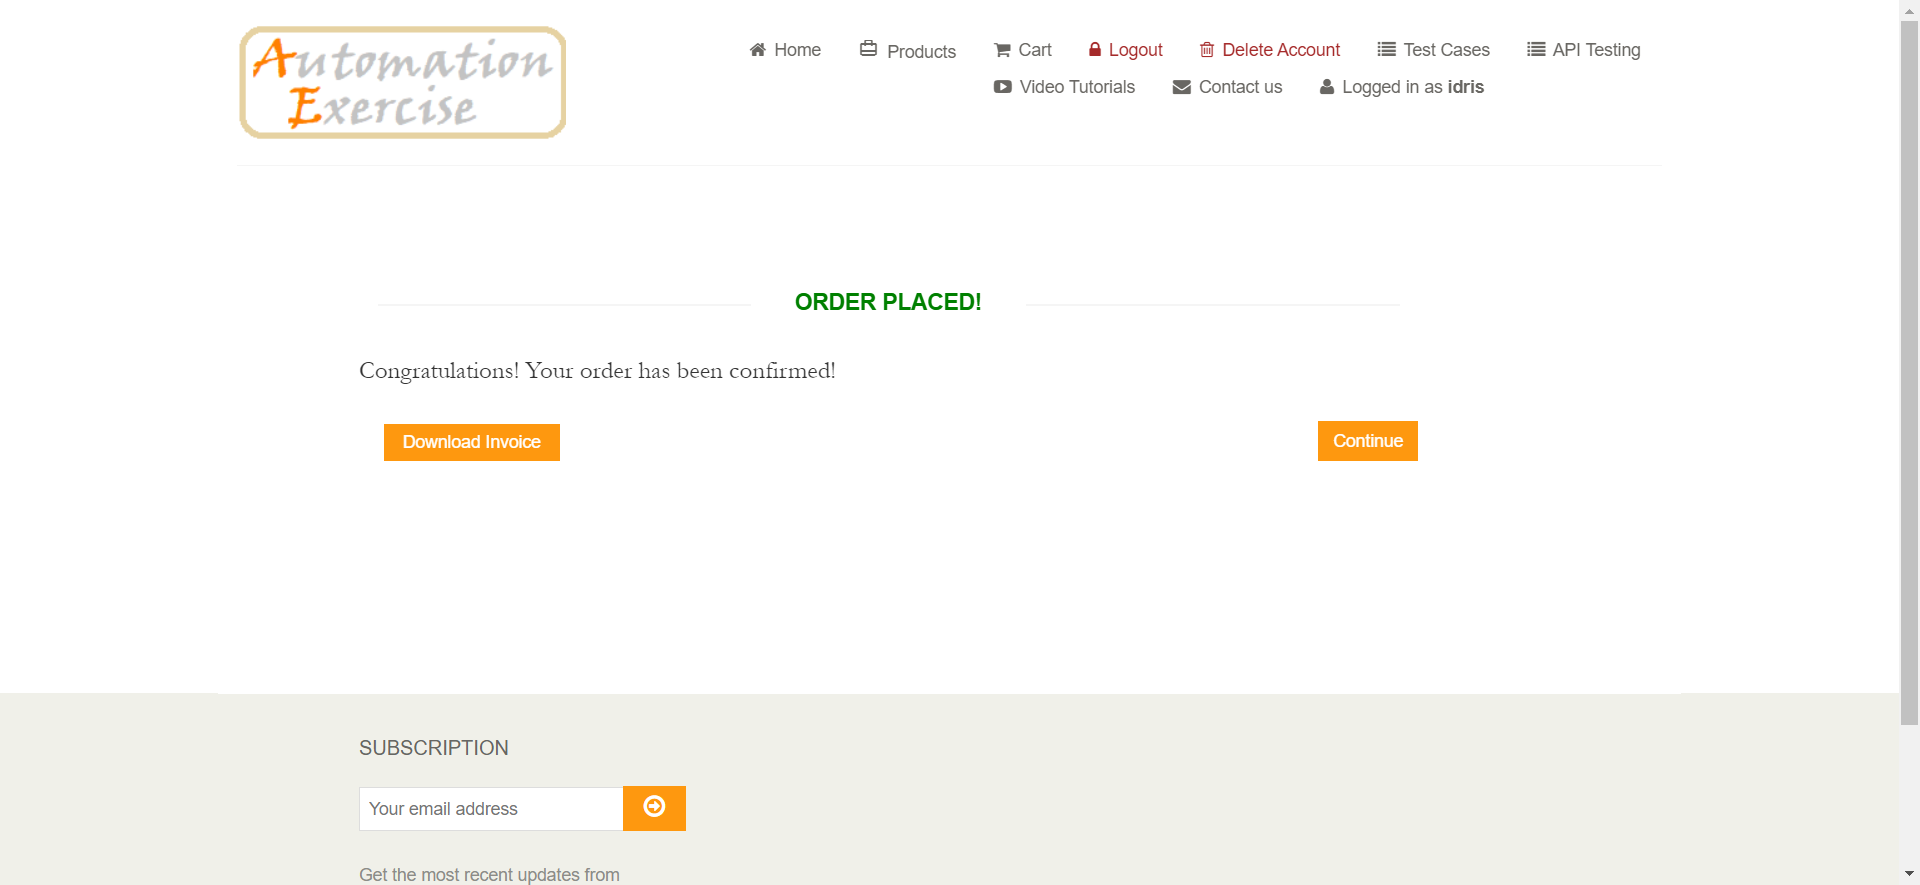 Automation
Exercise
Home Products Cart Logout Delete Account Test Cases API Testing
Video Tutorials Contact us Logged in as idris
ORDER PLACED!
Congratulations! Your order has been confirmed!
Download Invoice Continue
SUBSCRIPTION
Your email address
Get the most recent updates from